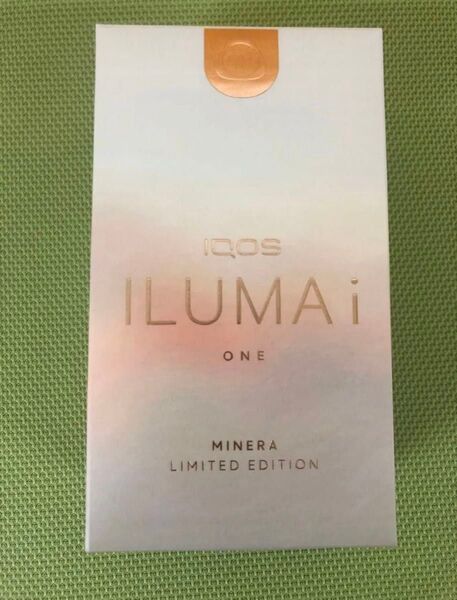 IQOS
ILUMA i
ONE
MINERA
LIMITED EDITION